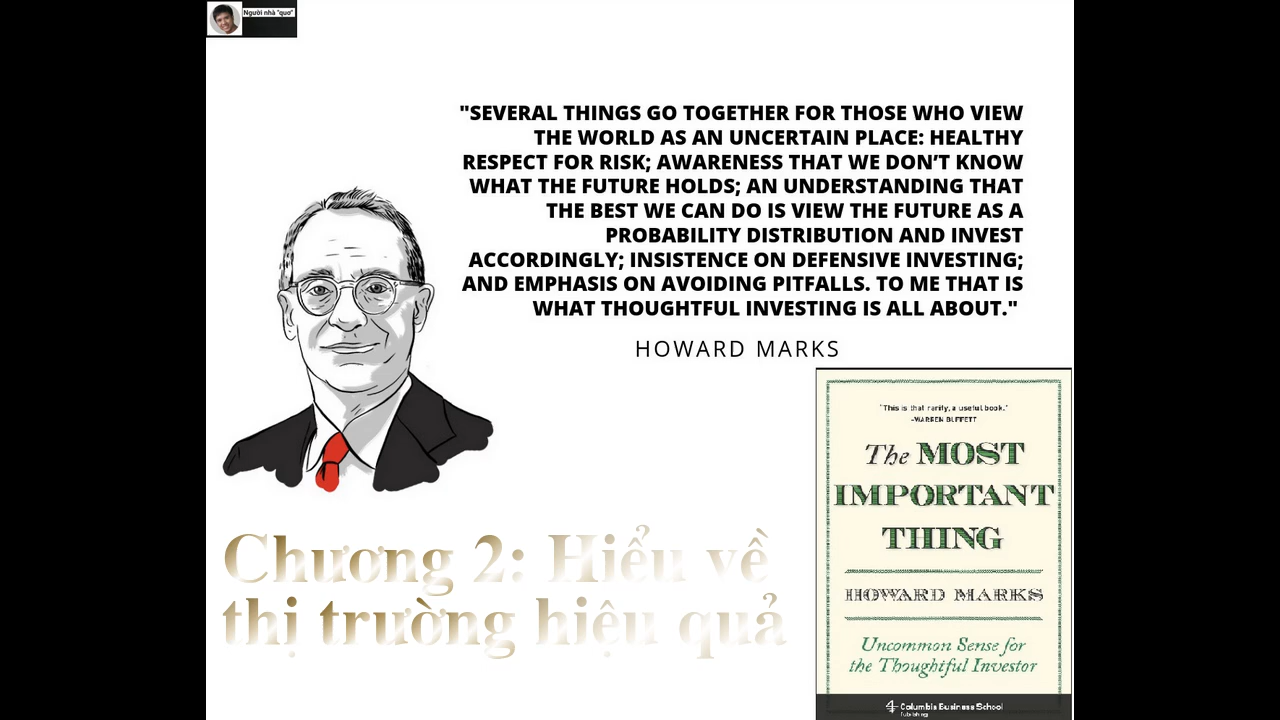 Người nhà "quơ"
"SEVERAL THINGS GO TOGETHER FOR THOSE WHO VIEW
THE WORLD AS AN UNCERTAIN PLACE: HEALTHY
RESPECT FOR RISK; AWARENESS THAT WE DON’T KNOW
WHAT THE FUTURE HOLDS; AN UNDERSTANDING THAT
THE BEST WE CAN DO IS VIEW THE FUTURE AS A
PROBABILITY DISTRIBUTION AND INVEST
ACCORDINGLY; INSISTENCE ON DEFENSIVE INVESTING;
AND EMPHASIS ON AVOIDING PITFALLS. TO ME THAT IS
WHAT THOUGHTFUL INVESTING IS ALL ABOUT."
HOWARD MARKS
"This is that rarity, a useful book."
–WARREN BUFFETT
The MOST
IMPORTANT
THING
HOWARD MARKS
Uncommon Sense for
the Thoughtful Investor
Columbia Business School
Publishing
Chương 2: Hiểu về
thị trường hiệu quả